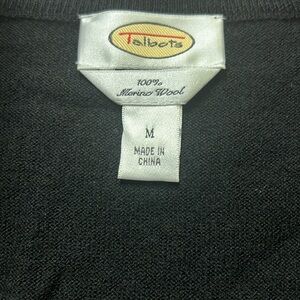 Talbots
100%
Merino Wool
M
MADE IN
CHINA